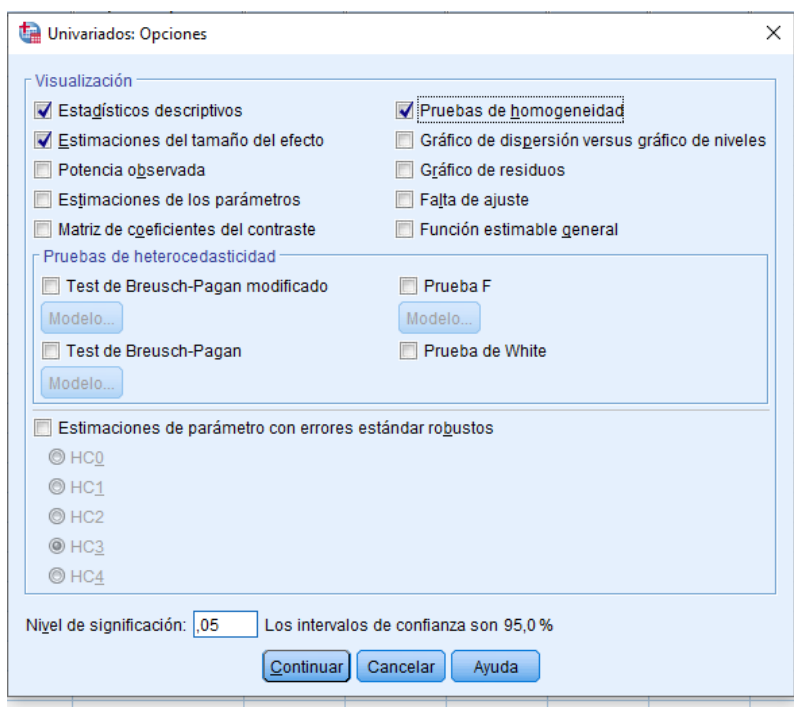 Univariados: Opciones
Visualización
Estadísticos descriptivos
Pruebas de homogeneidad
Estimaciones del tamaño del efecto
Gráfico de dispersión versus gráfico de niveles
Potencia observada
Gráfico de residuos
Estimaciones de los parámetros
Falta de ajuste
Matriz de coeficientes del contraste
Función estimable general
Pruebas de heterocedasticidad
Test de Breusch-Pagan modificado
Prueba F
Modelo...
Modelo...
Test de Breusch-Pagan
Prueba de White
Modelo...
Estimaciones de parámetro con errores estándar robustos
HC0
HC1
HC2
HC3
HC4
Nivel de significación: ,05 Los intervalos de confianza son 95,0 %
Continuar Cancelar Ayuda